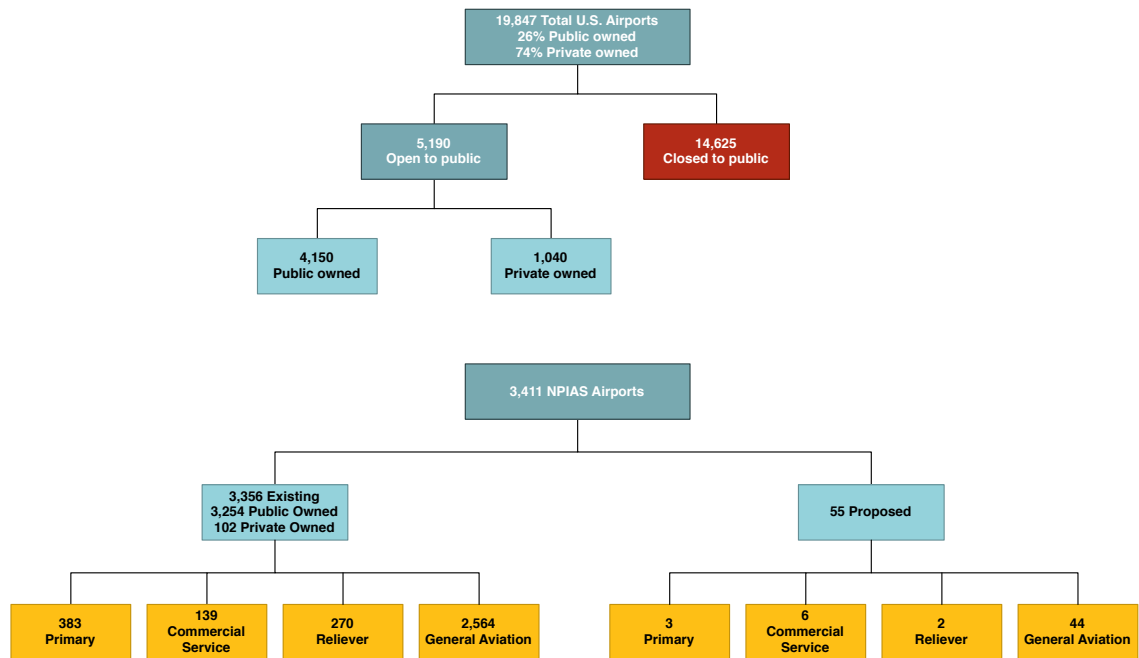 19,847 Total U.S. Airports
26% Public owned
74% Private owned
5,190
Open to public
14,625
Closed to public
4,150
Public owned
1,040
Private owned
3,411 NPIAS Airports
3,356 Existing
3,254 Public Owned
102 Private Owned
55 Proposed
383
Primary
139
Commercial
Service
270
Reliever
2,564
General Aviation
3
Primary
6
Commercial
Service
2
Reliever
44
General Aviation